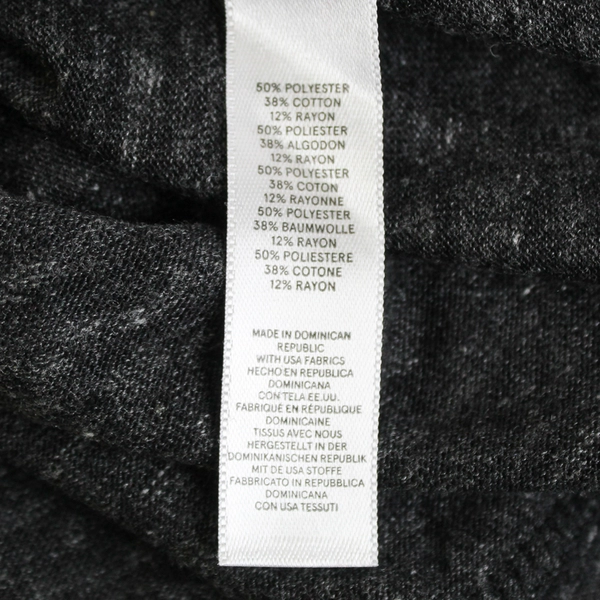 50% POLYESTER
38% COTTON
12% RAYON
50% POLIESTER
38% ALGODON
12% RAYON
50% POLYESTER
38% COTON
12% RAYONNE
50% POLYESTER
38% BAUMWOLLE
12% RAYON
50% POLIESTERE
38% COTONE
12% RAYON
MADE IN DOMINICAN
REPUBLIC
WITH USA FABRICS
HECHO EN REPUBLICA
DOMINICANA
CON TELA EE.UU.
FABRIQUÉ EN RÉPUBLIQUE
DOMINICAINE
TISSUS AVEC NOUS
HERGESTELLT IN DER
DOMINIKANISCHEN REPUBLIK
MIT DE USA STOFFE
FABBRICATO IN REPUBBLICA
DOMINICANA
CON USA TESSUTI